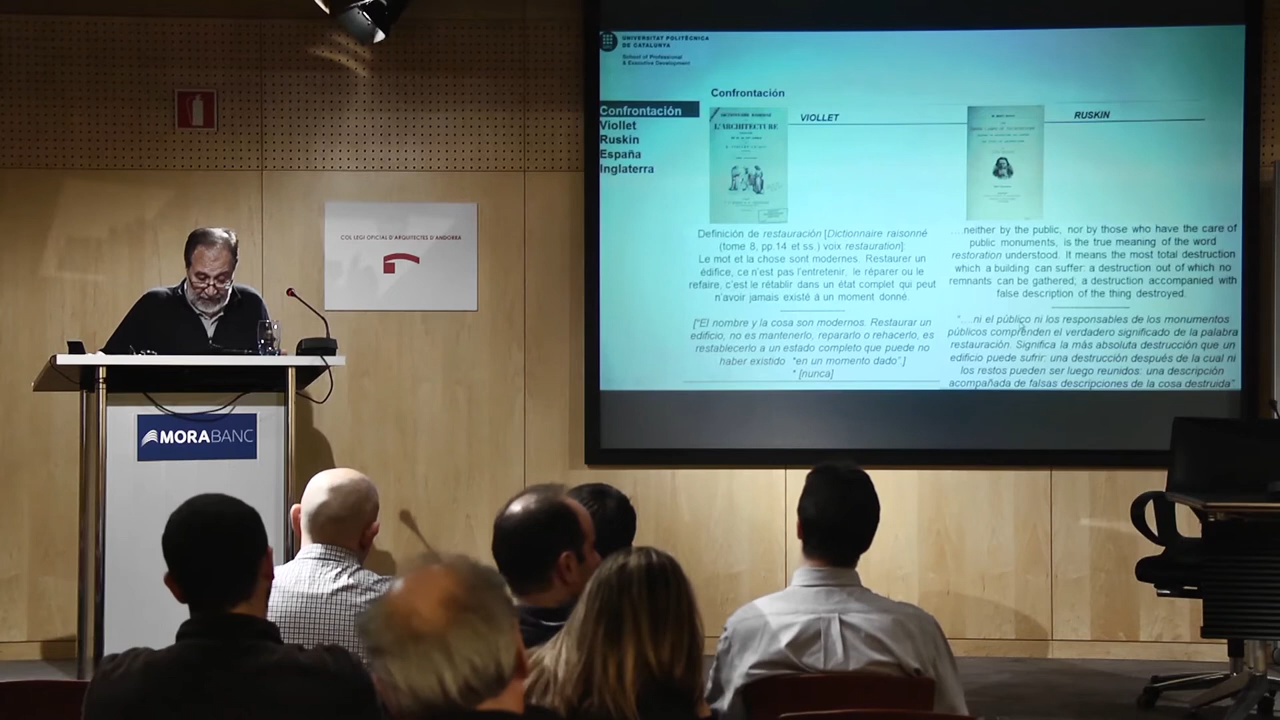 UNIVERSITAT POLITÈCNICA
DE CATALUNYA
School of Professional
& Executive Development
Confrontación
Confrontación
Viollet
Ruskin
España
Inglaterra
VIOLLET
RUSKIN
DICTIONNAIRE RAISONNÉ
L'ARCHITECTURE
Definición de restauración [Dictionnaire raisonné
(tome 8, pp.14 et ss.) voix restauration]:
Le mot et la chose sont modernes. Restaurer un
édifice, ce n'est pas l'entretenir, le réparer ou le
refaire, c'est le rétablir dans un état complet qui peut
n'avoir jamais existé à un moment donné.
["El nombre y la cosa son modernos. Restaurar un
edificio, no es mantenerlo, repararlo o rehacerlo, es
restablecerlo a un estado completo que puede no
haber existido *en un momento dado".]
* [nunca]
....neither by the public, nor by those who have the care of
public monuments, is the true meaning of the word
restoration understood. It means the most total destruction
which a building can suffer: a destruction out of which no
remnants can be gathered; a destruction accompanied with
false description of the thing destroyed.
"....ni el público ni los responsables de los monumentos
públicos comprenden el verdadero significado de la palabra
restauración. Significa la más absoluta destrucción que un
edificio puede sufrir: una destrucción después de la cual ni
los restos pueden ser luego reunidos: una descripción
acompañada de falsas descripciones de la cosa destruida"
COL·LEGI OFICIAL D'ARQUITECTES D'ANDORRA
MORABANC